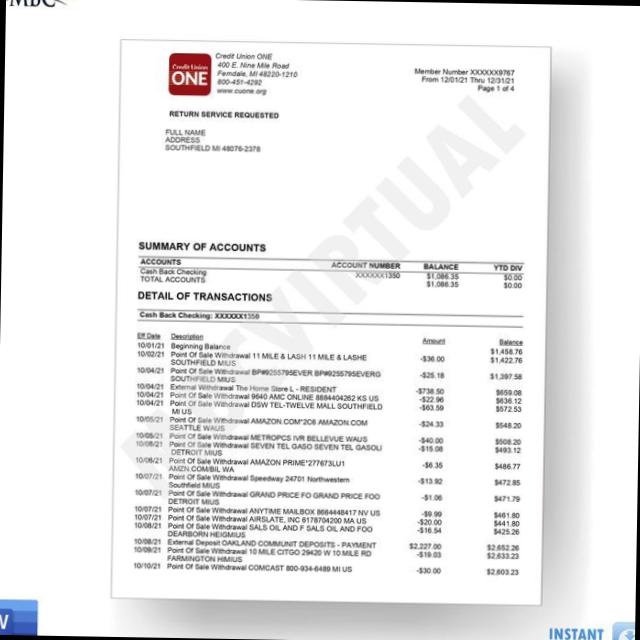 Credit Union
ONE
Credit Union ONE
400 E. Nine Mile Road
Ferndale, MI 48220-1210
800-451-4292
www.cuone.org
Member Number XXXXXX9767
From 12/01/21 Thru 12/31/21
Page 1 of 4
RETURN SERVICE REQUESTED
FULL NAME
ADDRESS
SOUTHFIELD MI 48076-2378
SUMMARY OF ACCOUNTS
ACCOUNTS ACCOUNT NUMBER BALANCE YTD DIV
Cash Back Checking XXXXXX1350 $1,086.35 $0.00
TOTAL ACCOUNTS $1,086.35 $0.00
DETAIL OF TRANSACTIONS
Cash Back Checking: XXXXXX1350
Eff Date Description Amount Balance
10/01/21 Beginning Balance $1,458.76
10/02/21 Point Of Sale Withdrawal 11 MILE & LASH 11 MILE & LASHE -$36.00 $1,422.76
SOUTHFIELD MIUS
10/04/21 Point Of Sale Withdrawal BP#9255795EVER BP#9255795EVERG -$25.18 $1,397.58
SOUTHFIELD MIUS
10/04/21 External Withdrawal The Home Store L - RESIDENT -$738.50 $659.08
10/04/21 Point Of Sale Withdrawal 9640 AMC ONLINE 8884404262 KS US -$22.96 $636.12
10/04/21 Point Of Sale Withdrawal DSW TEL-TWELVE MALL SOUTHFIELD -$63.59 $572.53
MI US
10/05/21 Point Of Sale Withdrawal AMAZON.COM*2C6 AMAZON.COM -$24.33 $548.20
SEATTLE WAUS
10/05/21 Point Of Sale Withdrawal METROPCS IVR BELLEVUE WAUS -$40.00 $508.20
10/06/21 Point Of Sale Withdrawal SEVEN TEL GASO SEVEN TEL GASOLI -$15.08 $493.12
DETROIT MIUS
10/06/21 Point Of Sale Withdrawal AMAZON PRIME*277673LU1 -$6.35 $486.77
AMZN.COM/BIL WA
10/07/21 Point Of Sale Withdrawal Speedway 24701 Northwestern -$13.92 $472.85
Southfield MIUS
10/07/21 Point Of Sale Withdrawal GRAND PRICE FO GRAND PRICE FOO -$1.06 $471.79
DETROIT MIUS
10/07/21 Point Of Sale Withdrawal ANYTIME MAILBOX 8664448417 NV US -$9.99 $461.80
10/07/21 Point Of Sale Withdrawal AIRSLATE, INC 6178704200 MA US -$20.00 $441.80
10/08/21 Point Of Sale Withdrawal SALS OIL AND F SALS OIL AND FOO -$16.54 $425.26
DEARBORN HEIGMIUS
10/08/21 External Deposit OAKLAND COMMUNIT DEPOSITS - PAYMENT $2,227.00 $2,652.26
10/09/21 Point Of Sale Withdrawal 10 MILE CITGO 29420 W 10 MILE RD -$19.03 $2,633.23
FARMINGTON HIMIUS
10/10/21 Point Of Sale Withdrawal COMCAST 800-934-6489 MI US -$30.00 $2,603.23
INSTANT